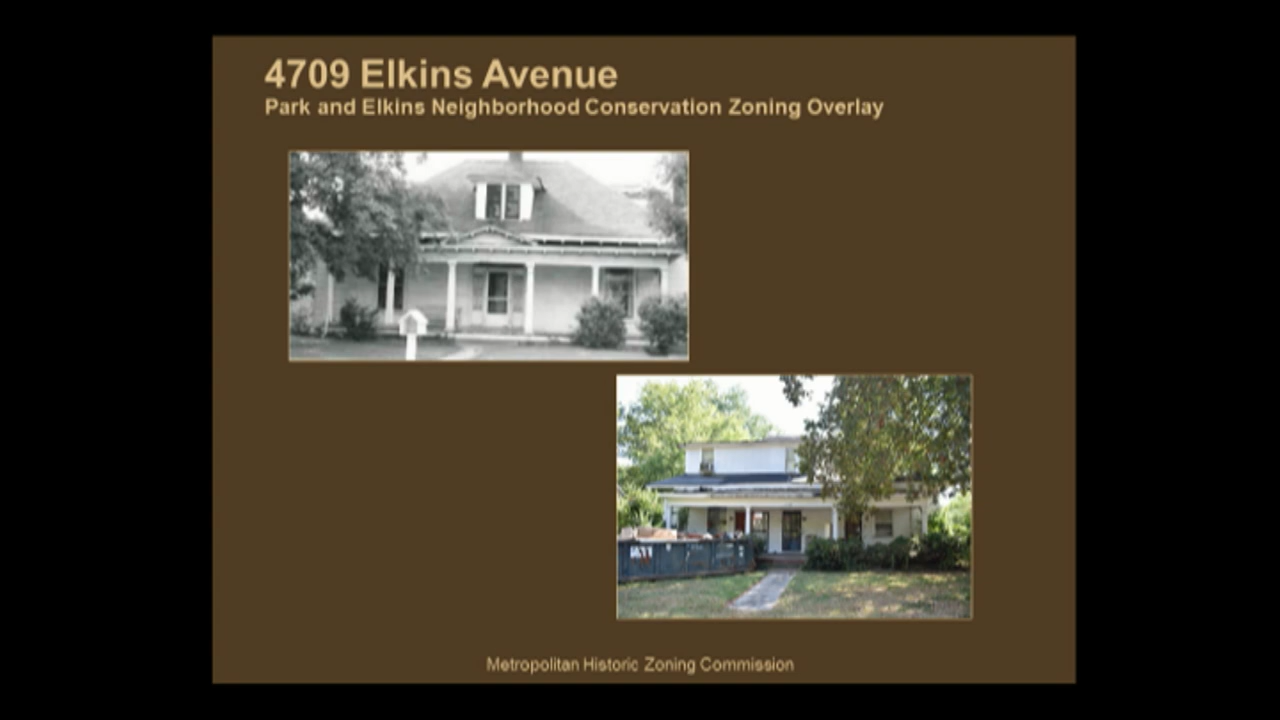 4709 Elkins Avenue
Park and Elkins Neighborhood Conservation Zoning Overlay
Metropolitan Historic Zoning Commission